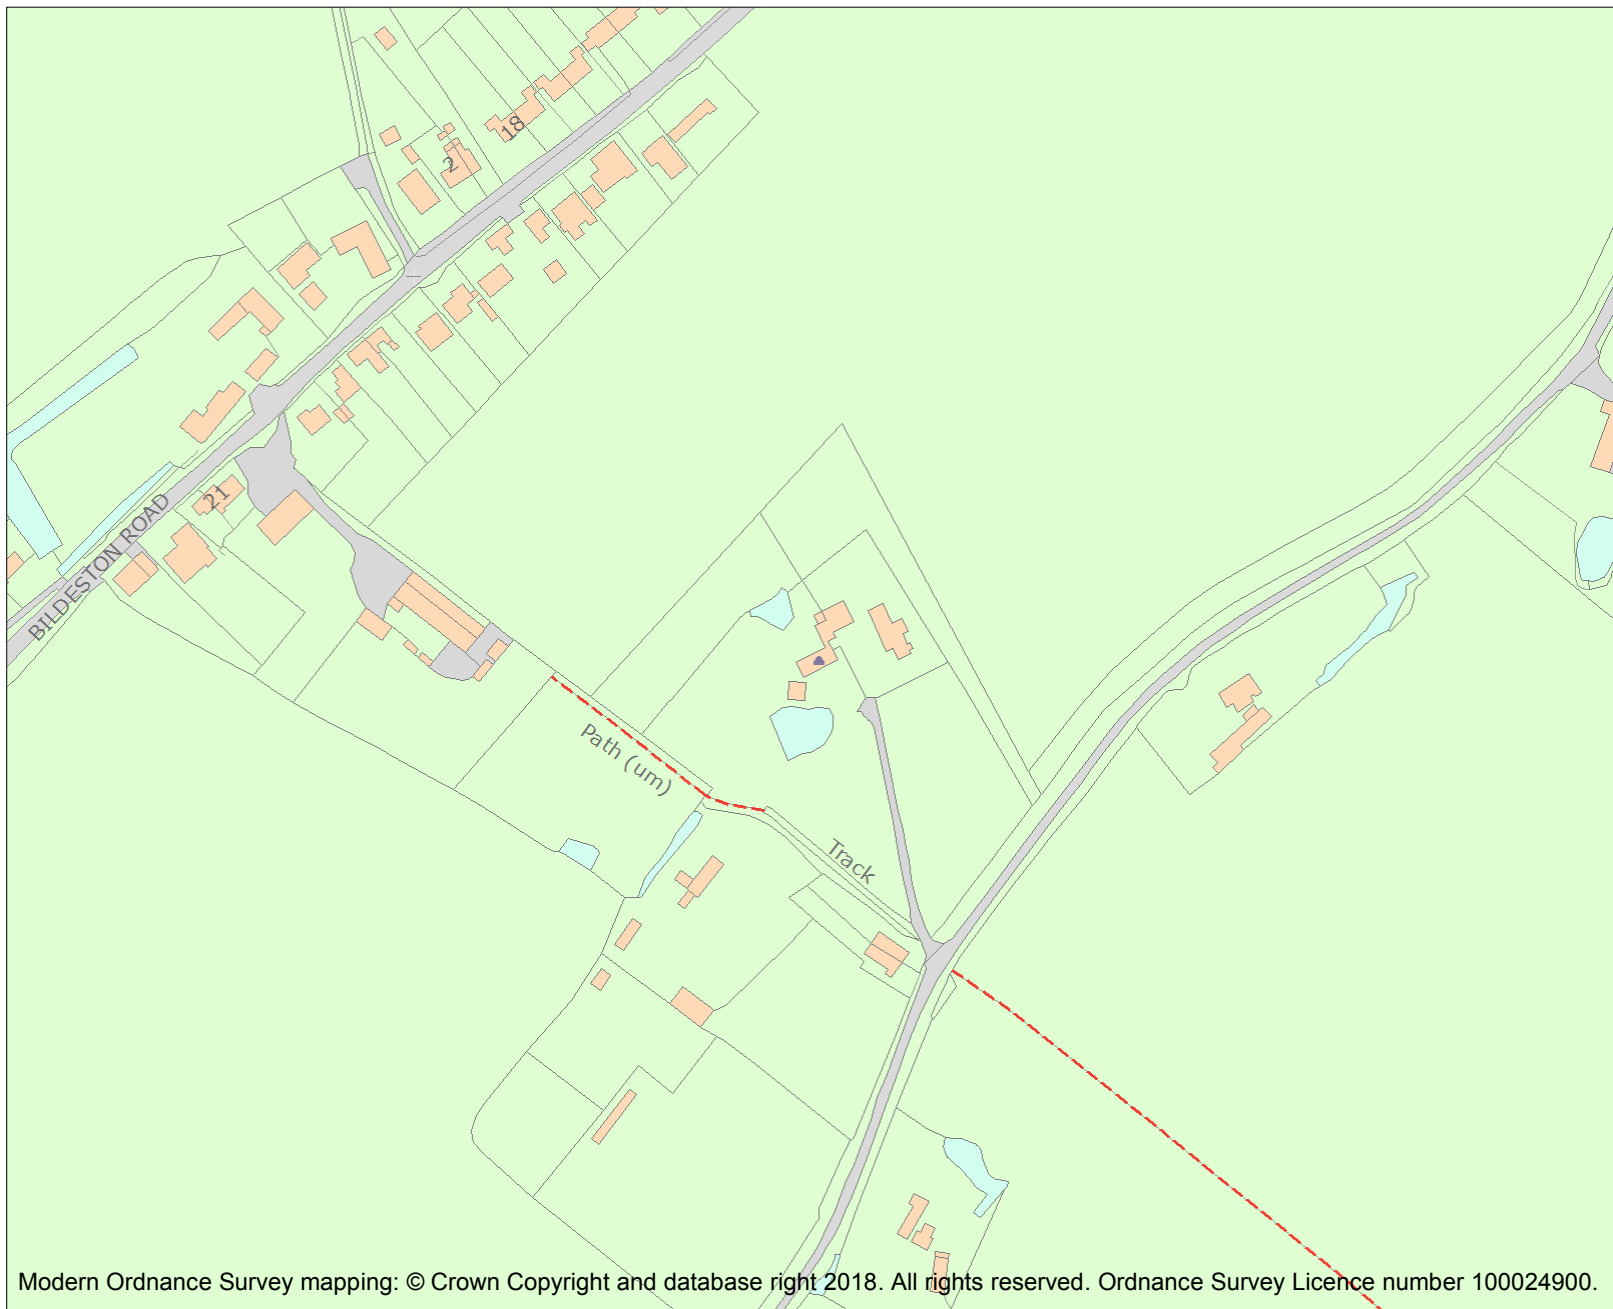 18
2
21
BILDESTON ROAD
Path (um)
Track
Modern Ordnance Survey mapping: © Crown Copyright and database right 2018. All rights reserved. Ordnance Survey Licence number 100024900.